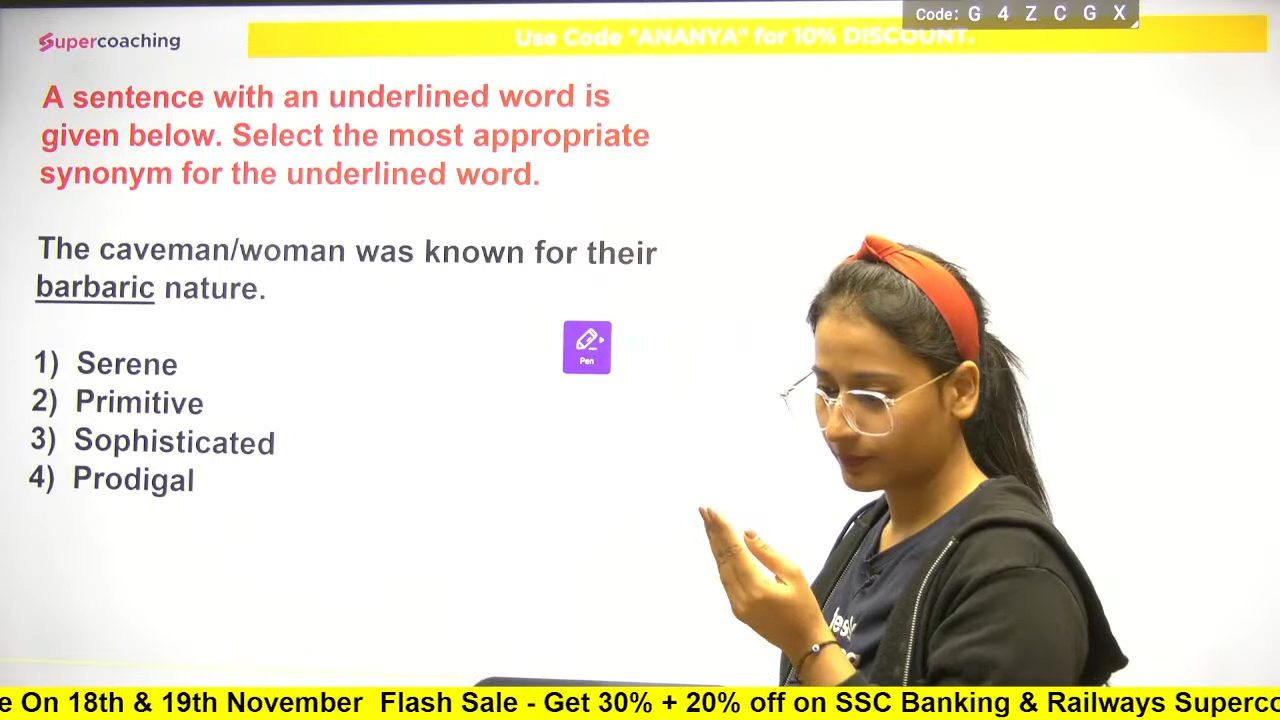 Supercoaching
Code: G 4 Z C G X
Use Code "ANANYA" for 10% DISCOUNT.
A sentence with an underlined word is
given below. Select the most appropriate
synonym for the underlined word.
The caveman/woman was known for their
barbaric nature.
1) Serene
2) Primitive
3) Sophisticated
4) Prodigal
Pen
e On 18th & 19th November Flash Sale - Get 30% + 20% off on SSC Banking & Railways Superco